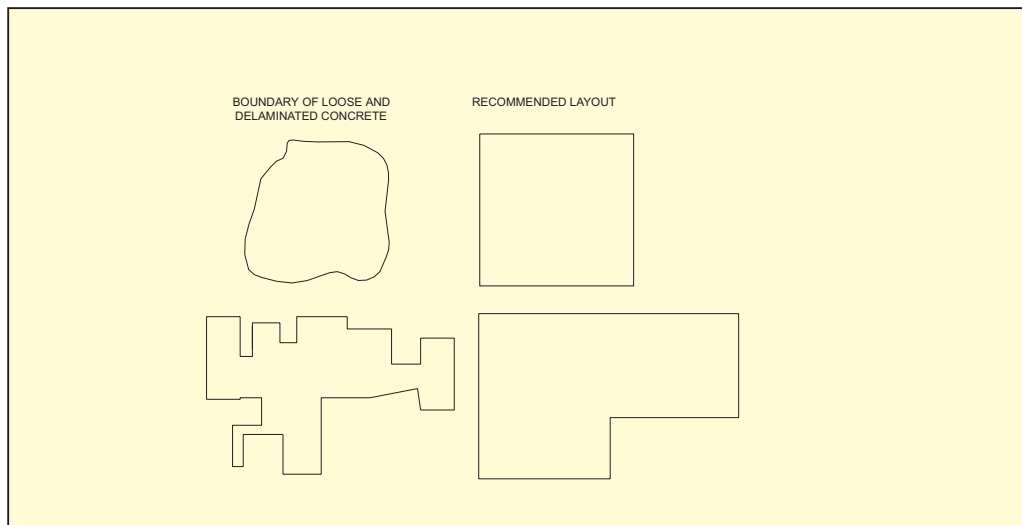 BOUNDARY OF LOOSE AND
DELAMINATED CONCRETE
RECOMMENDED LAYOUT